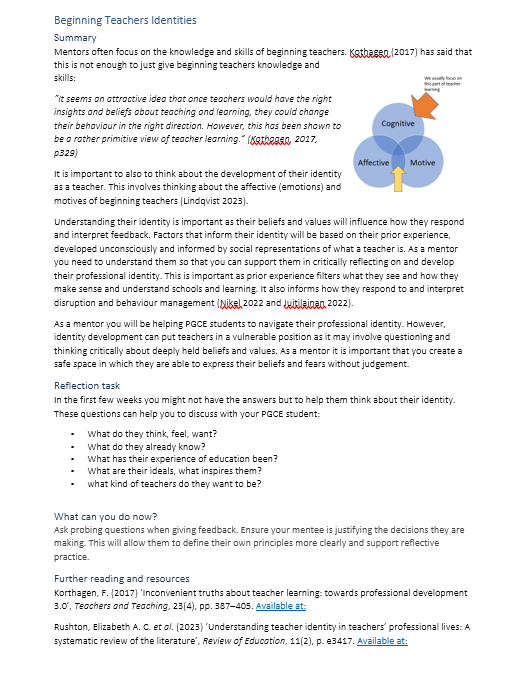 Beginning Teachers Identities
Summary
Mentors often focus on the knowledge and skills of beginning teachers. Kothagen (2017) has said that
this is not enough to just give beginning teachers knowledge and
skills:
"it seems an attractive idea that once teachers would have the right
insights and beliefs about teaching and learning, they could change
their behaviour in the right direction. However, this has been shown to
be a rather primitive view of teacher learning." (Kothagen, 2017,
p329)
We usually focus on
this part of teacher
learning
Cognitive
Affective
Motive
It is important to also to think about the development of their identity
as a teacher. This involves thinking about the affective (emotions) and
motives of beginning teachers (Lindqvist 2023).
Understanding their identity is important as their beliefs and values will influence how they respond
and interpret feedback. Factors that inform their identity will be based on their prior experience,
developed unconsciously and informed by social representations of what a teacher is. As a mentor
you need to understand them so that you can support them in critically reflecting on and develop
their professional identity. This is important as prior experience filters what they see and how they
make sense and understand schools and learning. It also informs how they respond to and interpret
disruption and behaviour management (Nikel 2022 and Juitilainan 2022).
As a mentor you will be helping PGCE students to navigate their professional identity. However,
identity development can put teachers in a vulnerable position as it may involve questioning and
thinking critically about deeply held beliefs and values. As a mentor it is important that you create a
safe space in which they are able to express their beliefs and fears without judgement.
Reflection task
In the first few weeks you might not have the answers but to help them think about their identity.
These questions can help you to discuss with your PGCE student:
• What do they think, feel, want?
• What do they already know?
• What has their experience of education been?
• What are their ideals, what inspires them?
• what kind of teachers do they want to be?
What can you do now?
Ask probing questions when giving feedback. Ensure your mentee is justifying the decisions they are
making. This will allow them to define their own principles more clearly and support reflective
practice.
Further reading and resources
Korthagen, F. (2017) 'Inconvenient truths about teacher learning: towards professional development
3.0', Teachers and Teaching, 23(4), pp. 387–405. Available at:
Rushton, Elizabeth A. C. et al. (2023) 'Understanding teacher identity in teachers' professional lives: A
systematic review of the literature', Review of Education, 11(2), p. e3417. Available at: